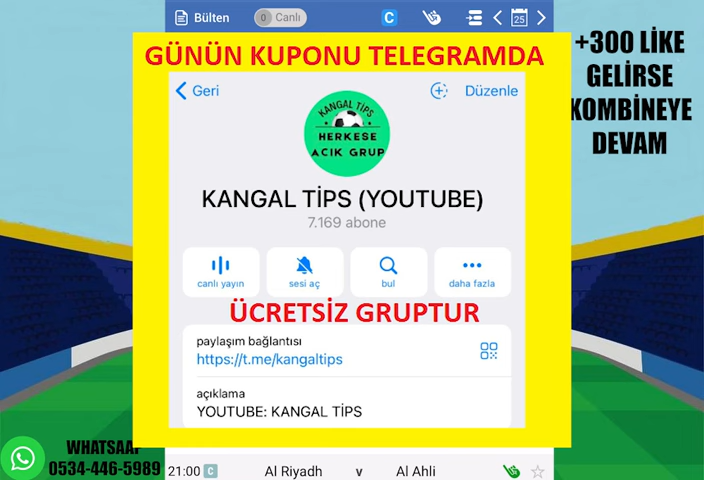 Bülten
0 Canlı
C
25
GÜNÜN KUPONU TELEGRAMDA
+300 LİKE
GELİRSE
KOMBİNEYE
DEVAM
Geri
Düzenle
KANGAL TİPS
HERKESE
ACIK GRUP
KANGAL TİPS (YOUTUBE)
7.169 abone
canlı yayın
sesi aç
bul
daha fazla
ÜCRETSİZ GRUPTUR
paylaşım bağlantısı
https://t.me/kangaltips
açıklama
YOUTUBE: KANGAL TİPS
WHATSAAP
0534-446-5989
21:00 C Al Riyadh v Al Ahli